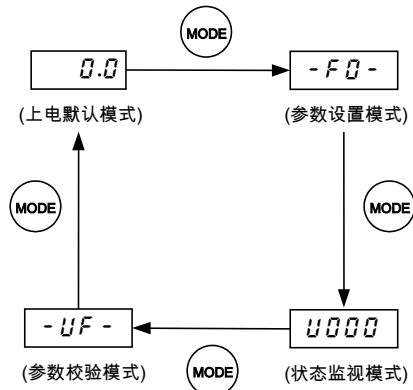 MODE
0.0
-F0-
(上电默认模式)
(参数设置模式)
MODE
MODE
-UF-
U000
(参数校验模式)
MODE
(状态监视模式)